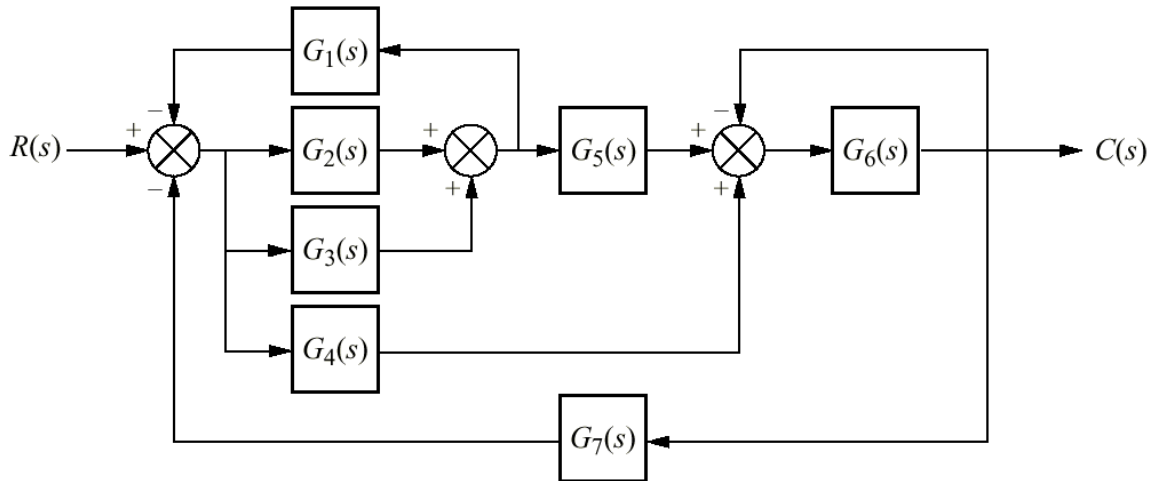 G1(s)
− + −
R(s) G2(s) + G5(s) + G6(s) C(s)
− + +
G3(s)
G4(s)
G7(s)